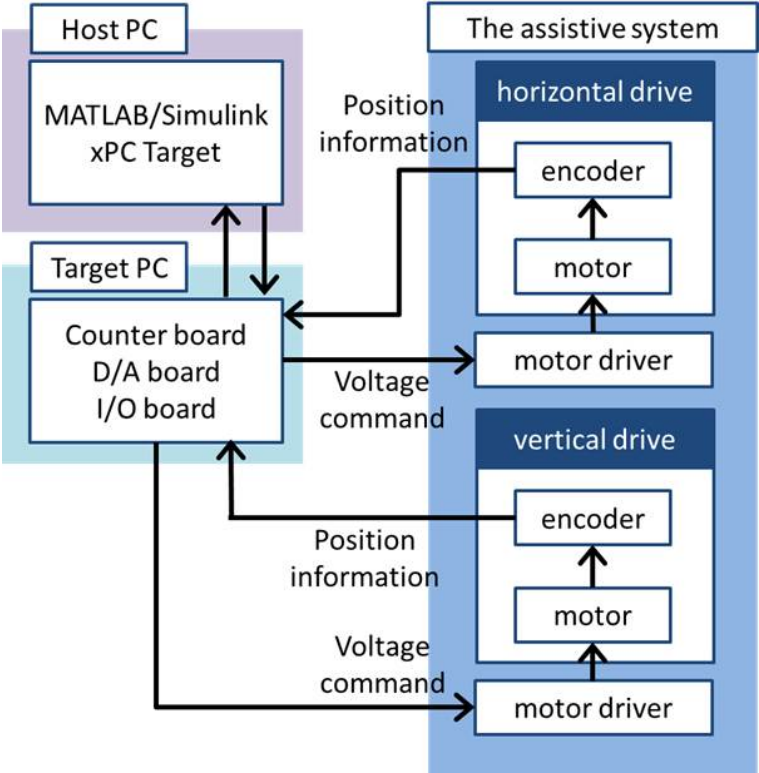 Host PC
MATLAB/Simulink
xPC Target
Target PC
Counter board
D/A board
I/O board
Position
information
Voltage
command
Position
information
Voltage
command
The assistive system
horizontal drive
encoder
motor
motor driver
vertical drive
encoder
motor
motor driver